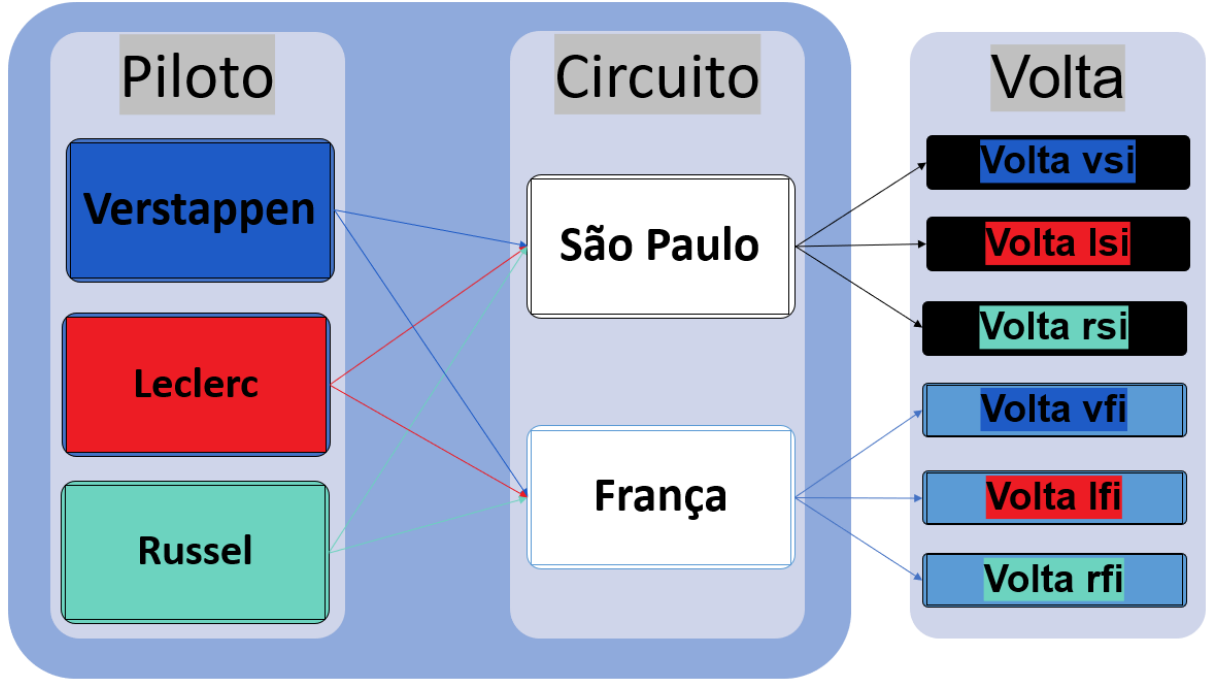 Piloto
Verstappen
Leclerc
Russel
Circuito
São Paulo
França
Volta
Volta vsi
Volta lsi
Volta rsi
Volta vfi
Volta lfi
Volta rfi